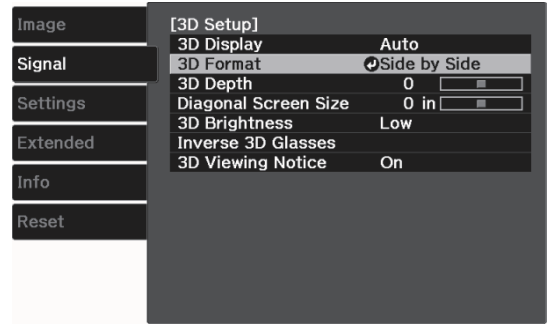 Image
Signal
Settings
Extended
Info
Reset
[3D Setup]
3D Display Auto
3D Format Side by Side
3D Depth 0
Diagonal Screen Size 0 in
3D Brightness Low
Inverse 3D Glasses
3D Viewing Notice On